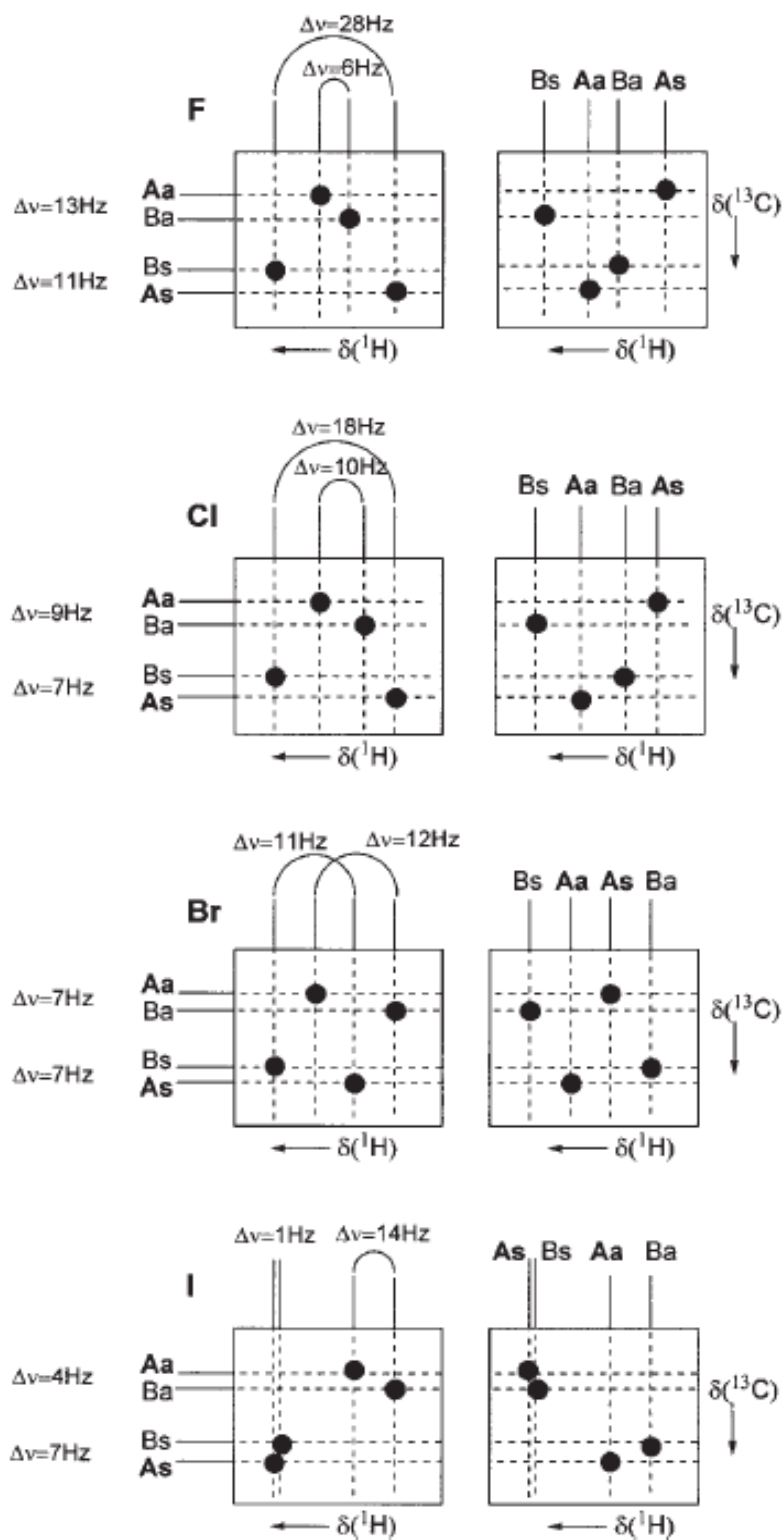 Δν=28Hz
Δν=6Hz
F
Bs Aa Ba As
Δν=13Hz
Aa
Ba
δ(¹³C)
Δν=11Hz
Bs
As
δ(¹H)
δ(¹H)
Δν=18Hz
Δν=10Hz
Cl
Bs Aa Ba As
Δν=9Hz
Aa
Ba
δ(¹³C)
Δν=7Hz
Bs
As
δ(¹H)
δ(¹H)
Δν=11Hz Δν=12Hz
Br
Bs Aa As Ba
Δν=7Hz
Aa
Ba
δ(¹³C)
Δν=7Hz
Bs
As
δ(¹H)
δ(¹H)
Δν=1Hz Δν=14Hz
I
As Bs Aa Ba
Δν=4Hz
Aa
Ba
δ(¹³C)
Δν=7Hz
Bs
As
δ(¹H)
δ(¹H)